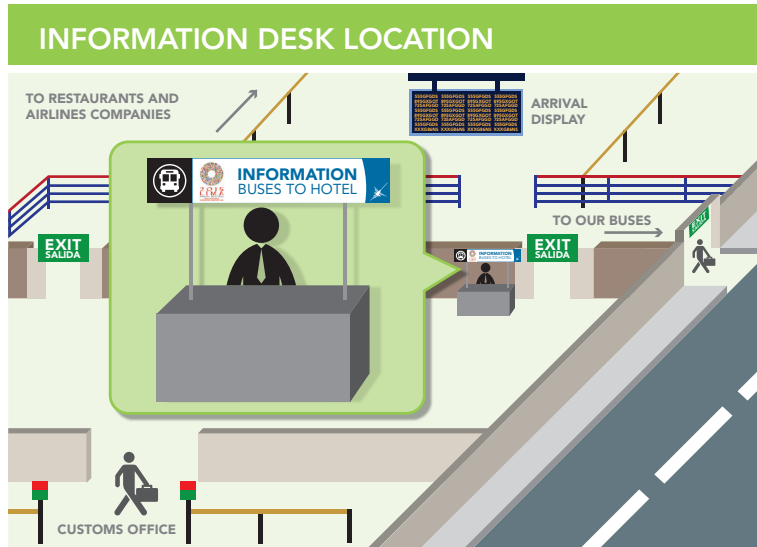 INFORMATION DESK LOCATION
TO RESTAURANTS AND
AIRLINES COMPANIES
ARRIVAL
DISPLAY
INFORMATION
BUSES TO HOTEL
TO OUR BUSES
EXIT
SALIDA
INFORMATION
BUSES TO HOTEL
EXIT
SALIDA
CUSTOMS OFFICE